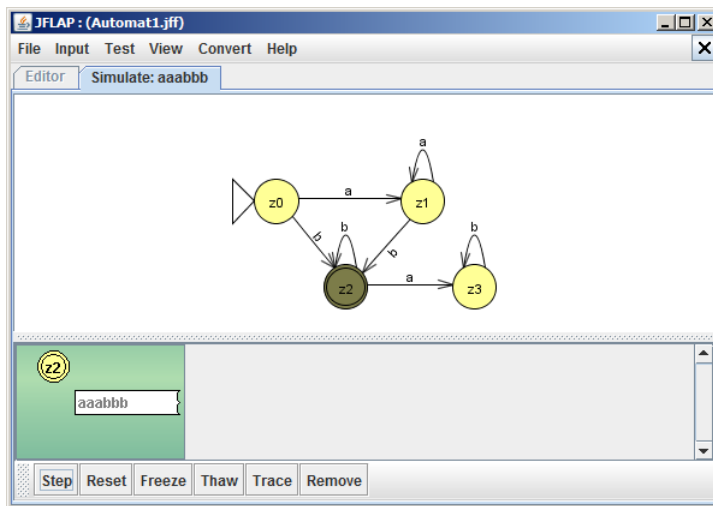 JFLAP : (Automat1.jff)
File Input Test View Convert Help
Editor Simulate: aaabbb
a
z0 a z1
b b b b
z2 a z3
z2
aaabbb
Step Reset Freeze Thaw Trace Remove